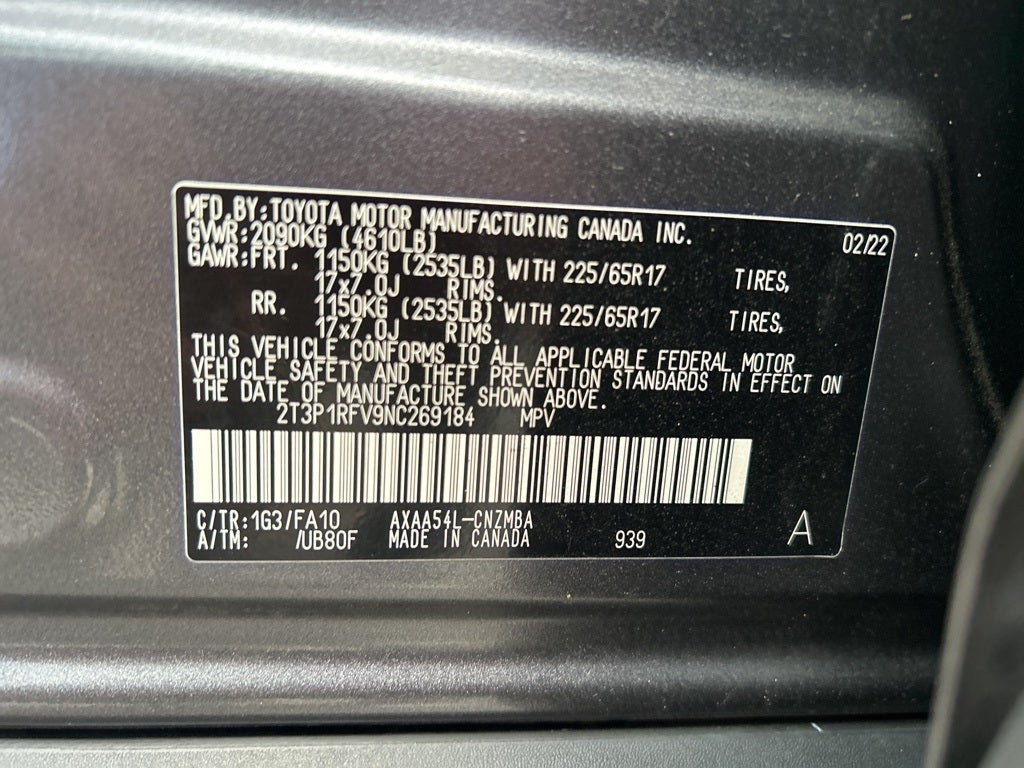 MFD.BY:TOYOTA MOTOR MANUFACTURING CANADA INC. 02/22
GVWR:2090KG (4610LB)
GAWR:FRT. 1150KG (2535LB) WITH 225/65R17 TIRES,
17x7.0J RIMS.
RR. 1150KG (2535LB) WITH 225/65R17 TIRES,
17x7.0J RIMS.
THIS VEHICLE CONFORMS TO ALL APPLICABLE FEDERAL MOTOR
VEHICLE SAFETY AND THEFT PREVENTION STANDARDS IN EFFECT ON
THE DATE OF MANUFACTURE SHOWN ABOVE.
2T3P1RFV9NC269184 MPV
C/TR:1G3/FA10 AXAA54L-CNZMBA
A/TM: /UB80F MADE IN CANADA 939 A